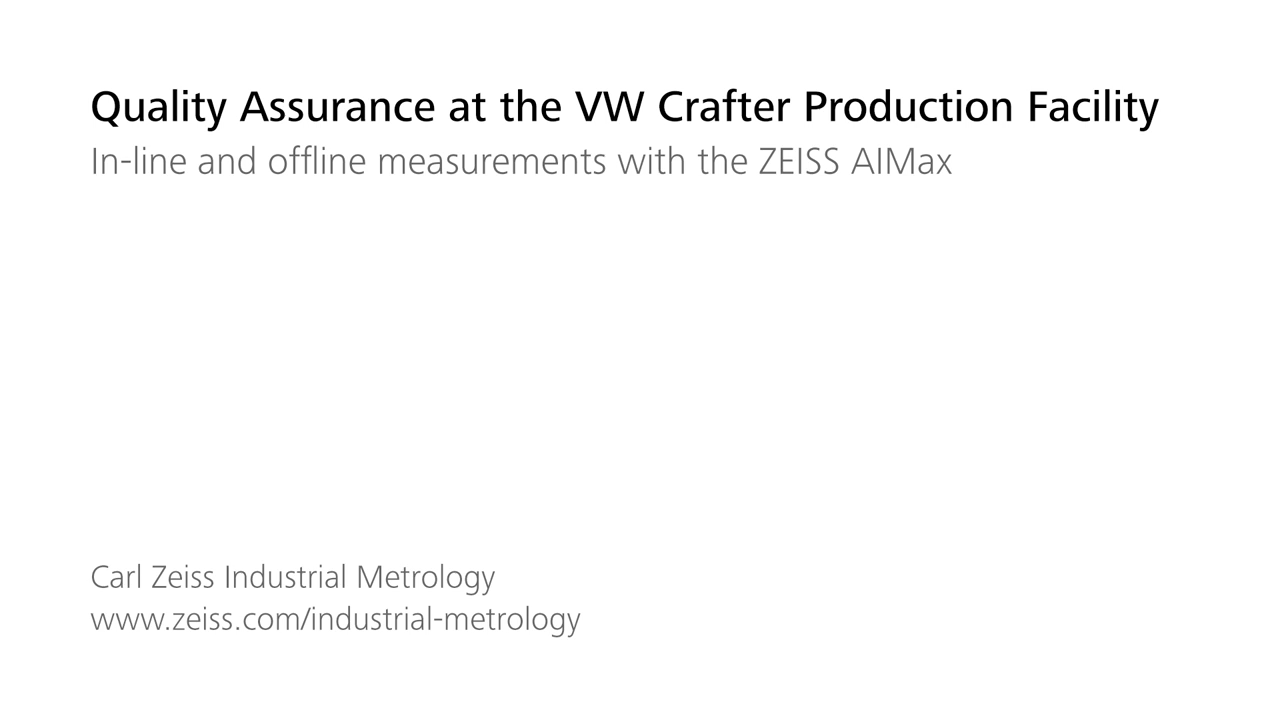 Quality Assurance at the VW Crafter Production Facility
In-line and offline measurements with the ZEISS AIMax
Carl Zeiss Industrial Metrology
www.zeiss.com/industrial-metrology